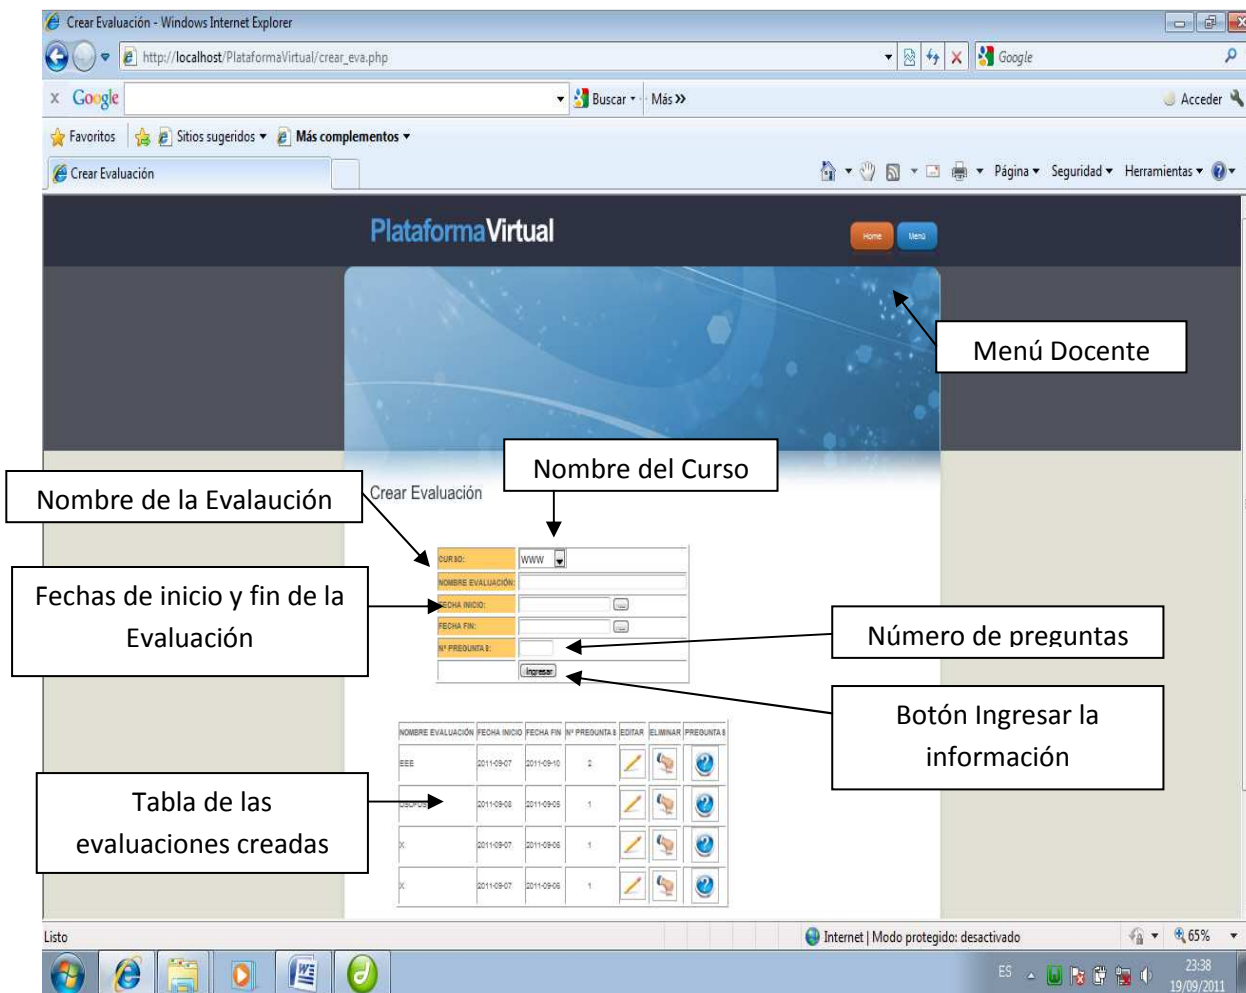 Crear Evaluación - Windows Internet Explorer
http://localhost/PlataformaVirtual/crear_eva.php
Google
x Google
Buscar
Más »
Acceder
Favoritos
Sitios sugeridos
Más complementos
Crear Evaluación
Página
Seguridad
Herramientas
PlataformaVirtual
Home
Menú
Menú Docente
Nombre del Curso
Nombre de la Evalaución
Crear Evaluación
CURSO:
WWW
NOMBRE EVALUACIÓN:
Fechas de inicio y fin de la
Evaluación
FECHA INICIO:
...
FECHA FIN:
...
Nº PREGUNTAS:
Número de preguntas
Ingresar
Botón Ingresar la
información
NOMBRE EVALUACIÓN FECHA INICIO FECHA FIN Nº PREGUNTAS EDITAR ELIMINAR PREGUNTAS
EEE 2011-09-07 2011-09-10 2
Tabla de las
evaluaciones creadas
2011-09-08 2011-09-05 1
X 2011-09-07 2011-09-06 1
X 2011-09-07 2011-09-06 1
Listo
Internet | Modo protegido: desactivado
65%
ES
23:38
19/09/2011